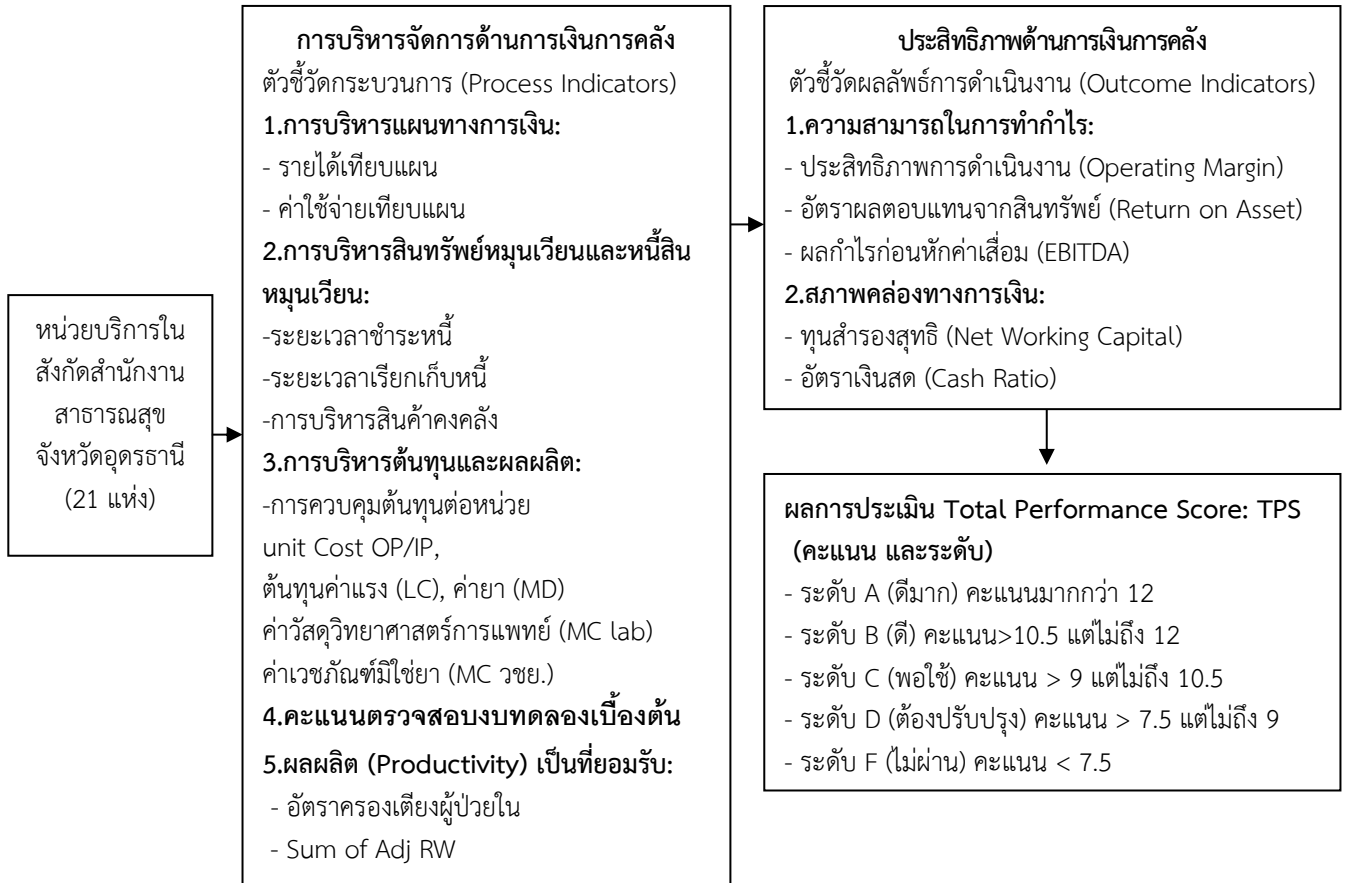 หน่วยบริการใน
สังกัดสำนักงาน
สาธารณสุข
จังหวัดอุดรธานี
(21 แห่ง)
การบริหารจัดการด้านการเงินการคลัง
ตัวชี้วัดกระบวนการ (Process Indicators)
1.การบริหารแผนทางการเงิน:
- รายได้เทียบแผน
- ค่าใช้จ่ายเทียบแผน
2.การบริหารสินทรัพย์หมุนเวียนและหนี้สิน
หมุนเวียน:
-ระยะเวลาชำระหนี้
-ระยะเวลาเรียกเก็บหนี้
-การบริหารสินค้าคงคลัง
3.การบริหารต้นทุนและผลผลิต:
-การควบคุมต้นทุนต่อหน่วย
unit Cost OP/IP,
ต้นทุนค่าแรง (LC), ค่ายา (MD)
ค่าวัสดุวิทยาศาสตร์การแพทย์ (MC lab)
ค่าเวชภัณฑ์มิใช่ยา (MC วชย.)
4.คะแนนตรวจสอบงบทดลองเบื้องต้น
5.ผลผลิต (Productivity) เป็นที่ยอมรับ:
- อัตราครองเตียงผู้ป่วยใน
- Sum of Adj RW
ประสิทธิภาพด้านการเงินการคลัง
ตัวชี้วัดผลลัพธ์การดำเนินงาน (Outcome Indicators)
1.ความสามารถในการทำกำไร:
- ประสิทธิภาพการดำเนินงาน (Operating Margin)
- อัตราผลตอบแทนจากสินทรัพย์ (Return on Asset)
- ผลกำไรก่อนหักค่าเสื่อม (EBITDA)
2.สภาพคล่องทางการเงิน:
- ทุนสำรองสุทธิ (Net Working Capital)
- อัตราเงินสด (Cash Ratio)
ผลการประเมิน Total Performance Score: TPS
(คะแนน และระดับ)
- ระดับ A (ดีมาก) คะแนนมากกว่า 12
- ระดับ B (ดี) คะแนน>10.5 แต่ไม่ถึง 12
- ระดับ C (พอใช้) คะแนน > 9 แต่ไม่ถึง 10.5
- ระดับ D (ต้องปรับปรุง) คะแนน > 7.5 แต่ไม่ถึง 9
- ระดับ F (ไม่ผ่าน) คะแนน < 7.5